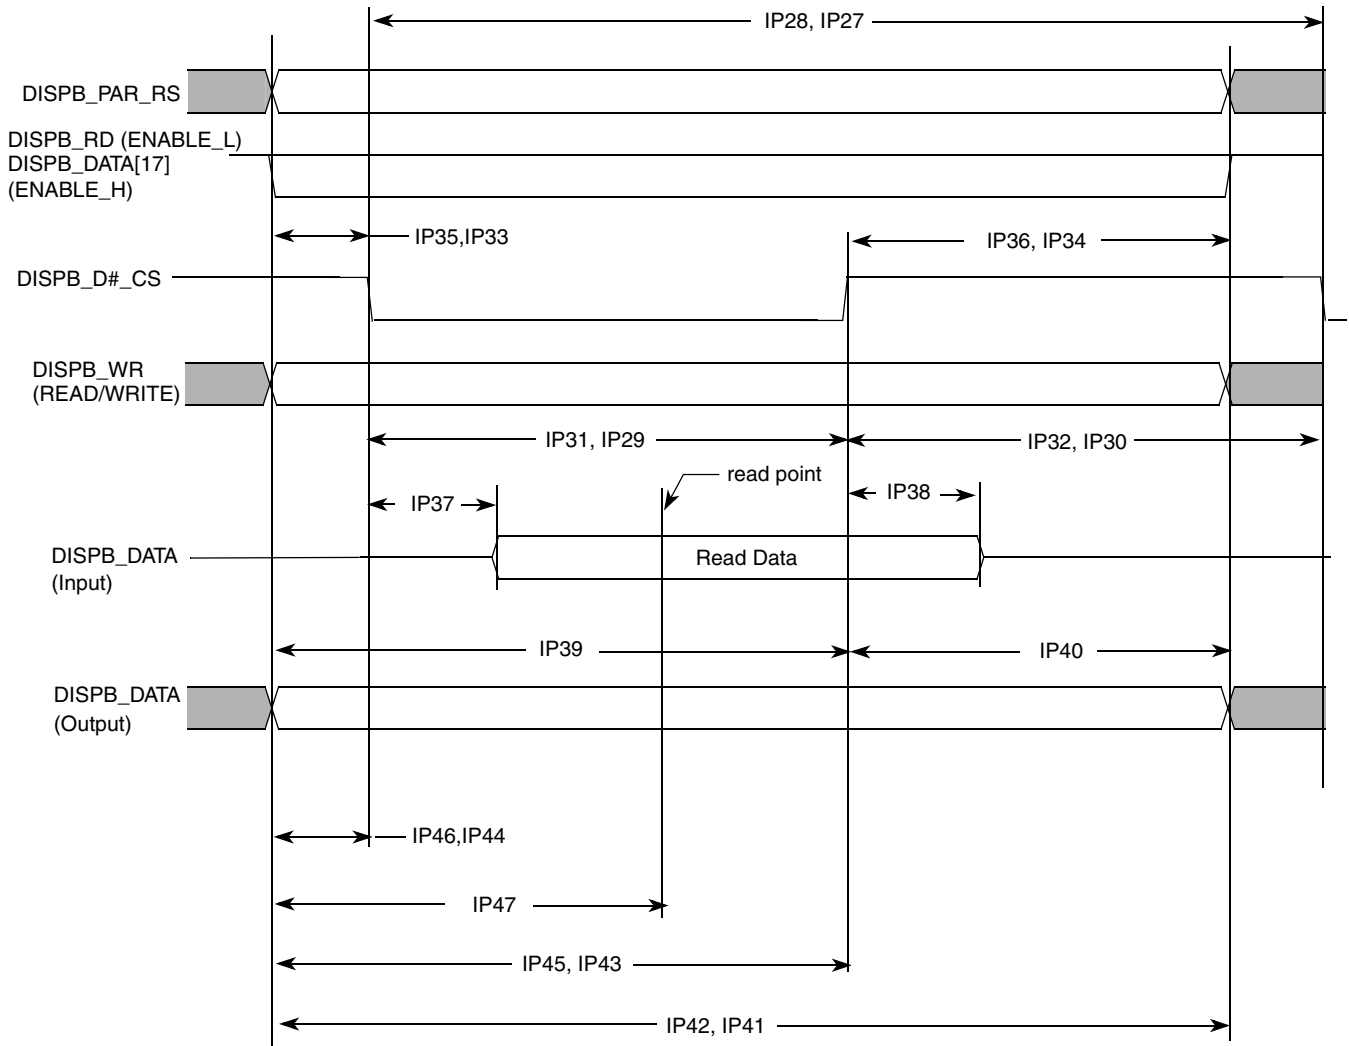 IP28, IP27
DISPB_PAR_RS
DISPB_RD (ENABLE_L)
DISPB_DATA[17]
(ENABLE_H)
IP35,IP33
IP36, IP34
DISPB_D#_CS
DISPB_WR
(READ/WRITE)
IP31, IP29
IP32, IP30
read point
IP37
IP38
DISPB_DATA
(Input)
Read Data
IP39
IP40
DISPB_DATA
(Output)
IP46,IP44
IP47
IP45, IP43
IP42, IP41